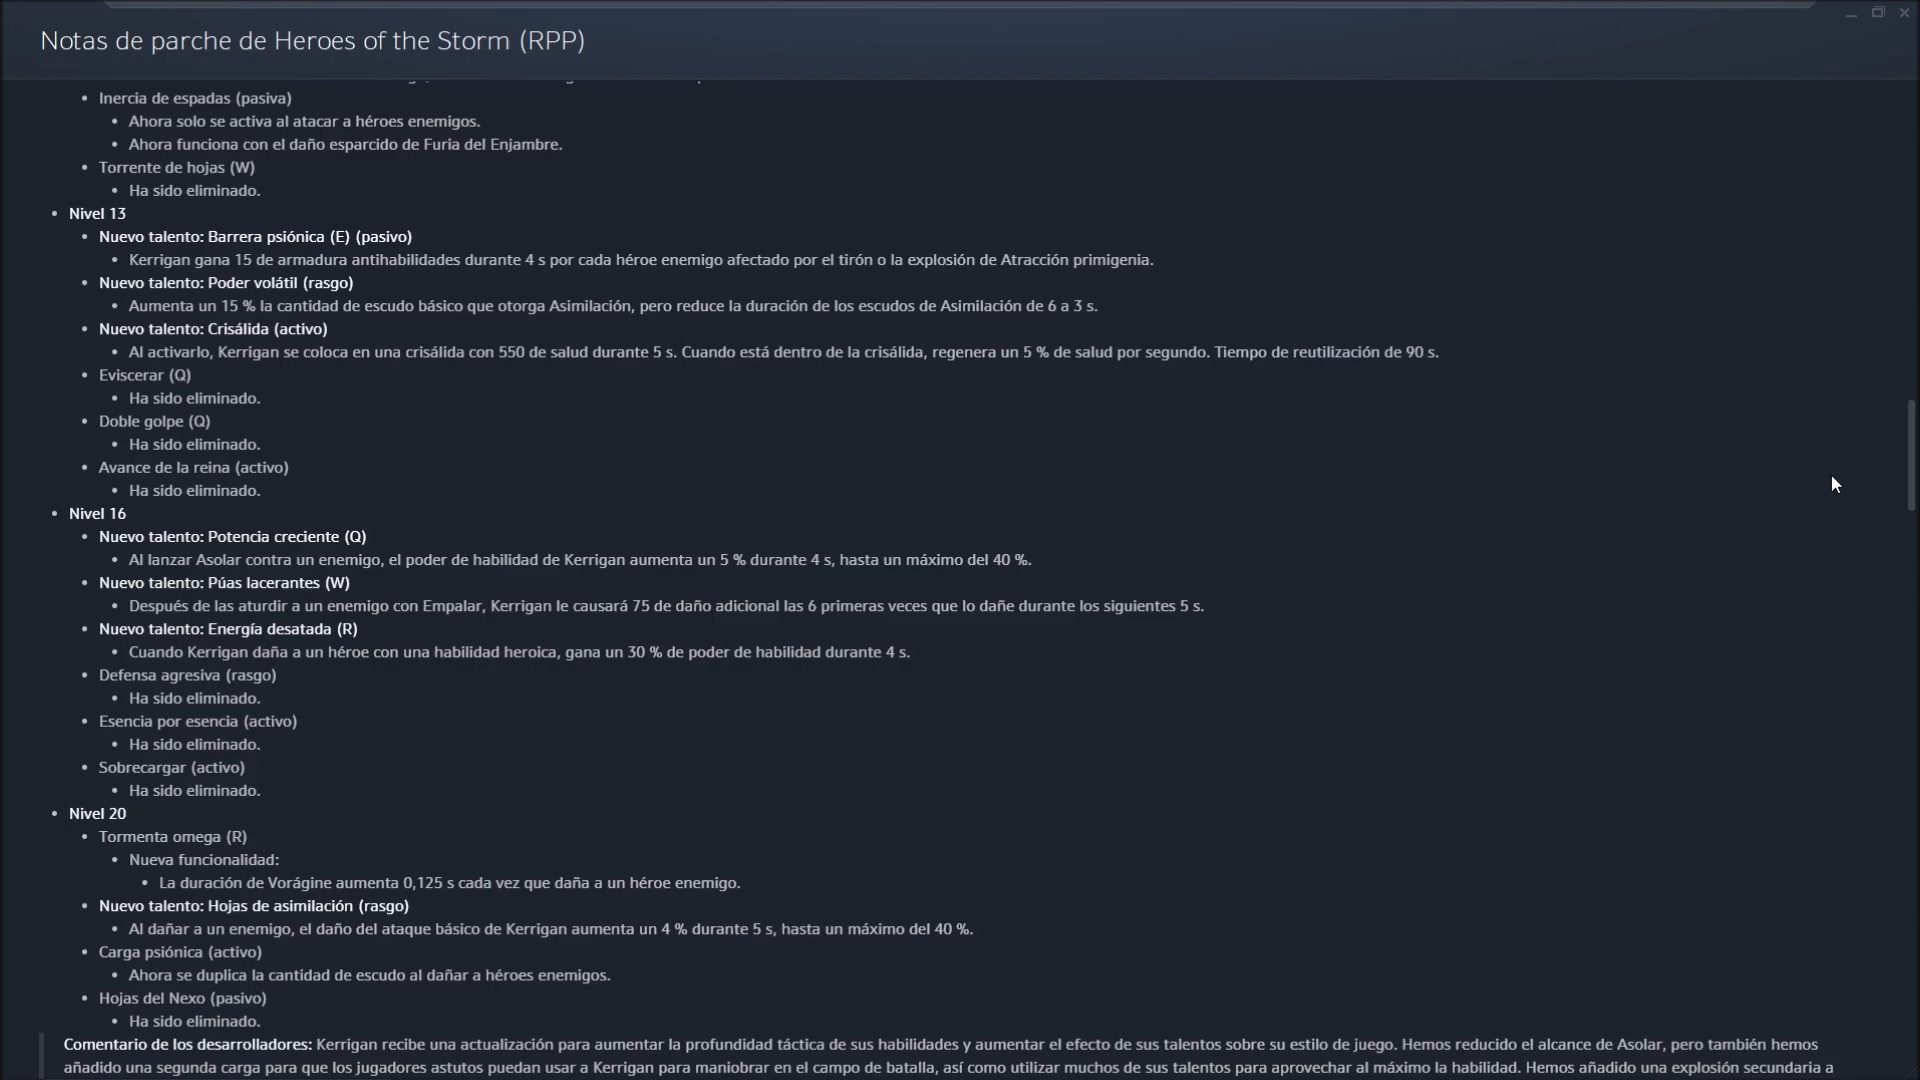 Notas de parche de Heroes of the Storm (RPP)
• Inercia de espadas (pasiva)
• Ahora solo se activa al atacar a héroes enemigos.
• Ahora funciona con el daño esparcido de Furia del Enjambre.
• Torrente de hojas (W)
• Ha sido eliminado.
• Nivel 13
• Nuevo talento: Barrera psiónica (E) (pasivo)
• Kerrigan gana 15 de armadura antihabilidades durante 4 s por cada héroe enemigo afectado por el tirón o la explosión de Atracción primigenia.
• Nuevo talento: Poder volátil (rasgo)
• Aumenta un 15 % la cantidad de escudo básico que otorga Asimilación, pero reduce la duración de los escudos de Asimilación de 6 a 3 s.
• Nuevo talento: Crisálida (activo)
• Al activarlo, Kerrigan se coloca en una crisálida con 550 de salud durante 5 s. Cuando está dentro de la crisálida, regenera un 5 % de salud por segundo. Tiempo de reutilización de 90 s.
• Eviscerar (Q)
• Ha sido eliminado.
• Doble golpe (Q)
• Ha sido eliminado.
• Avance de la reina (activo)
• Ha sido eliminado.
• Nivel 16
• Nuevo talento: Potencia creciente (Q)
• Al lanzar Asolar contra un enemigo, el poder de habilidad de Kerrigan aumenta un 5 % durante 4 s, hasta un máximo del 40 %.
• Nuevo talento: Púas lacerantes (W)
• Después de las aturdir a un enemigo con Empalar, Kerrigan le causará 75 de daño adicional las 6 primeras veces que lo dañe durante los siguientes 5 s.
• Nuevo talento: Energía desatada (R)
• Cuando Kerrigan daña a un héroe con una habilidad heroica, gana un 30 % de poder de habilidad durante 4 s.
• Defensa agresiva (rasgo)
• Ha sido eliminado.
• Esencia por esencia (activo)
• Ha sido eliminado.
• Sobrecargar (activo)
• Ha sido eliminado.
• Nivel 20
• Tormenta omega (R)
• Nueva funcionalidad:
• La duración de Vorágine aumenta 0,125 s cada vez que daña a un héroe enemigo.
• Nuevo talento: Hojas de asimilación (rasgo)
• Al dañar a un enemigo, el daño del ataque básico de Kerrigan aumenta un 4 % durante 5 s, hasta un máximo del 40 %.
• Carga psiónica (activo)
• Ahora se duplica la cantidad de escudo al dañar a héroes enemigos.
• Hojas del Nexo (pasivo)
• Ha sido eliminado.
Comentario de los desarrolladores: Kerrigan recibe una actualización para aumentar la profundidad táctica de sus habilidades y aumentar el efecto de sus talentos sobre su estilo de juego. Hemos reducido el alcance de Asolar, pero también hemos
añadido una segunda carga para que los jugadores astutos puedan usar a Kerrigan para maniobrar en el campo de batalla, así como utilizar muchos de sus talentos para aprovechar al máximo la habilidad. Hemos añadido una explosión secundaria a